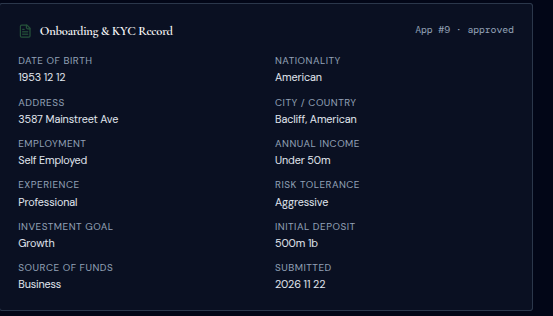 Onboarding & KYC Record
App #9 · approved
DATE OF BIRTH
NATIONALITY
1953 12 12
American
ADDRESS
CITY / COUNTRY
3587 Mainstreet Ave
Bacliff, American
EMPLOYMENT
ANNUAL INCOME
Self Employed
Under 50m
EXPERIENCE
RISK TOLERANCE
Professional
Aggressive
INVESTMENT GOAL
INITIAL DEPOSIT
Growth
500m 1b
SOURCE OF FUNDS
SUBMITTED
Business
2026 11 22